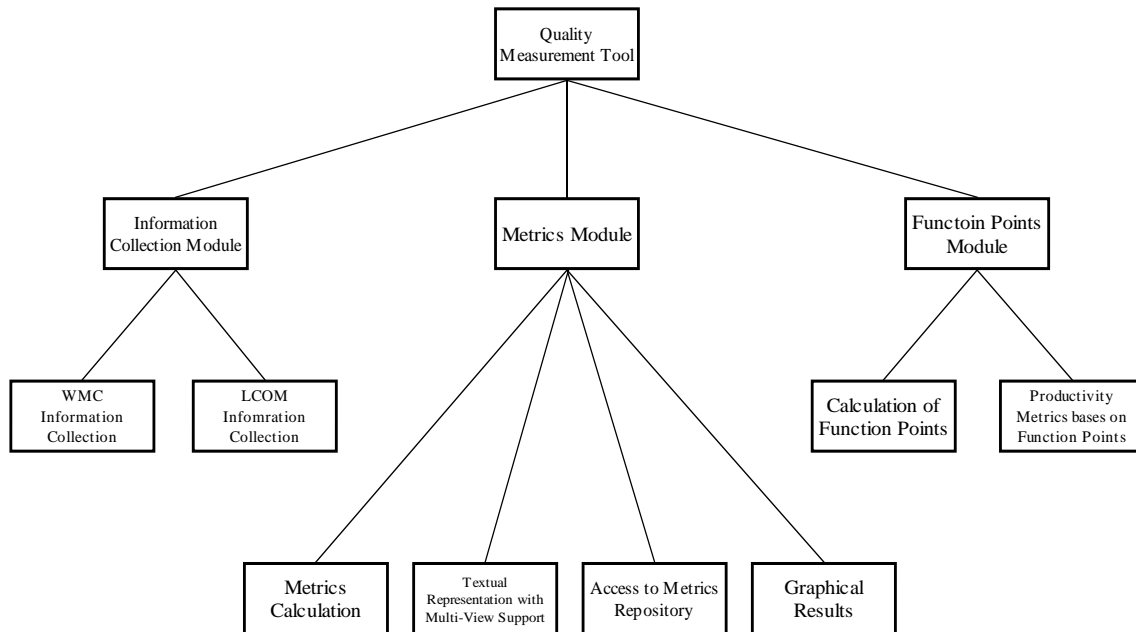 Quality
Measurement Tool
Information
Collection Module
Metrics Module
Functoin Points
Module
WMC
Information
Collection
LCOM
Infomration
Collection
Calculation of
Function Points
Productivity
Metrics bases on
Function Points
Metrics
Calculation
Textual
Representation with
Multi-View Support
Access to Metrics
Repository
Graphical
Results